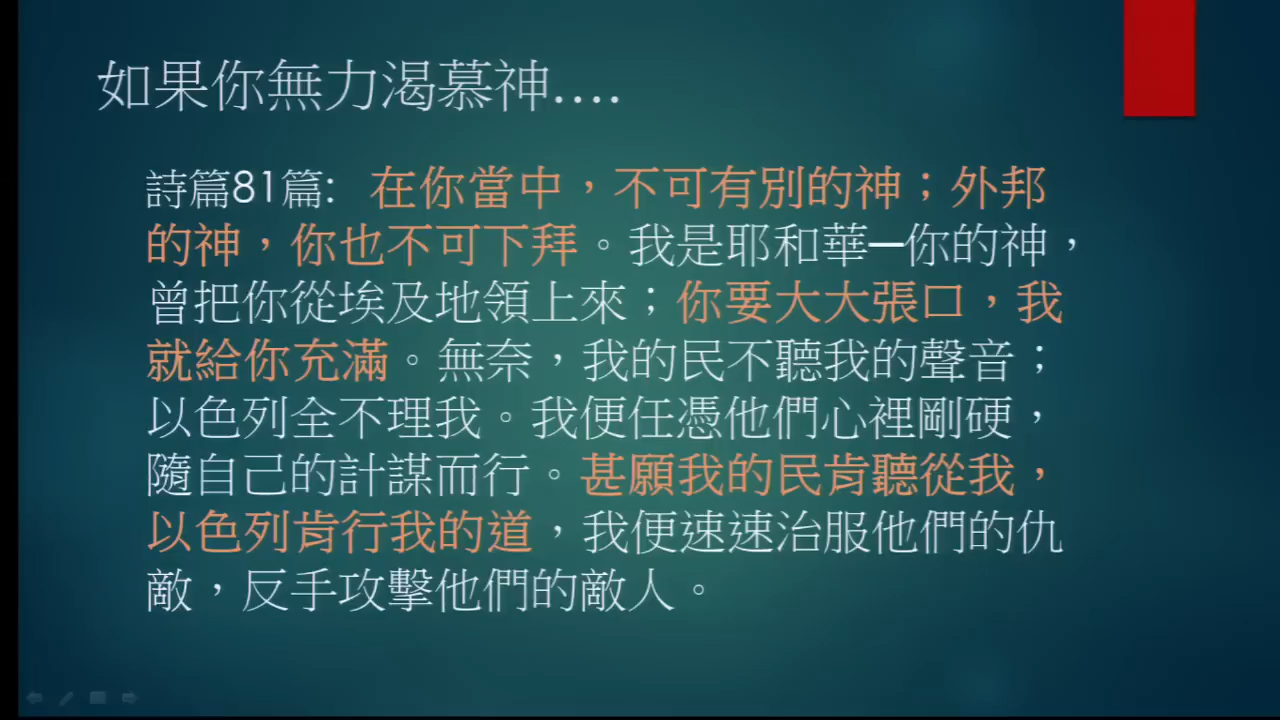 如果你無力渴慕神....
詩篇81篇: 在你當中，不可有別的神；外邦
的神，你也不可下拜。我是耶和華—你的神，
曾把你從埃及地領上來；你要大大張口，我
就給你充滿。無奈，我的民不聽我的聲音；
以色列全不理我。我便任憑他們心裡剛硬，
隨自己的計謀而行。甚願我的民肯聽從我，
以色列肯行我的道，我便速速治服他們的仇
敵，反手攻擊他們的敵人。